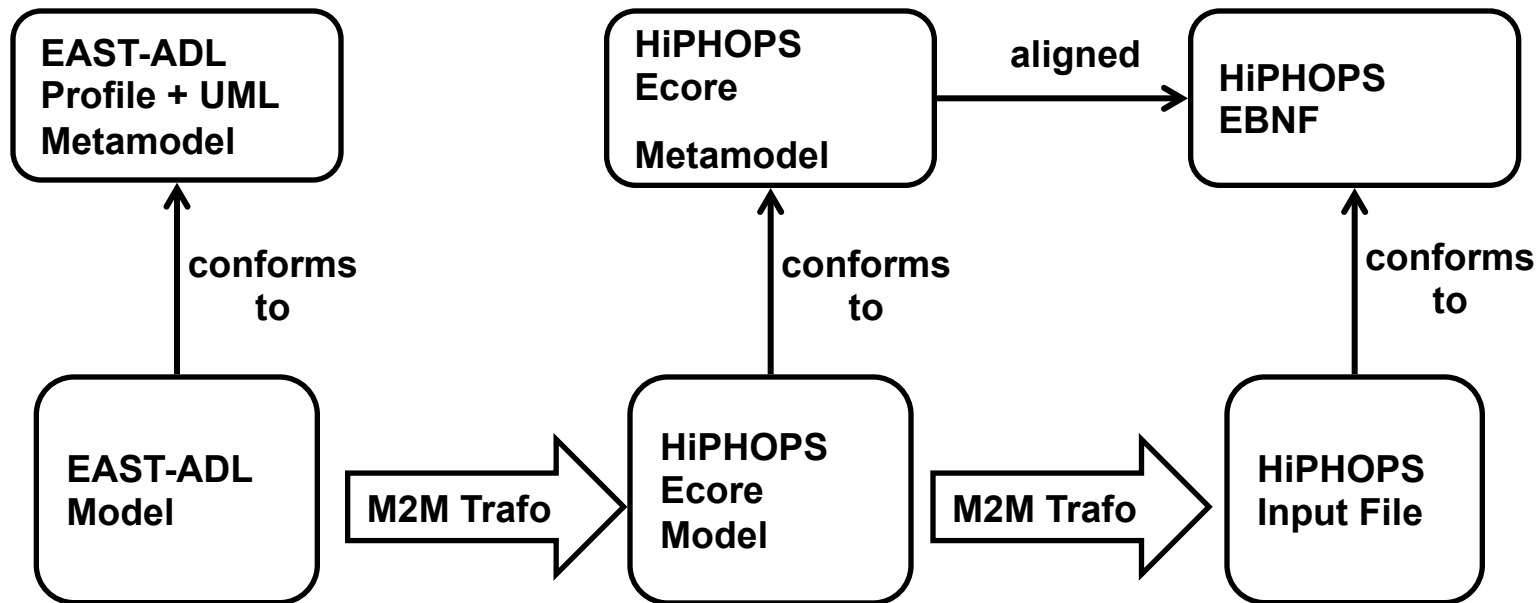 EAST-ADL
Profile + UML
Metamodel
HiPHOPS
Ecore
Metamodel
aligned
HiPHOPS
EBNF
conforms
to
conforms
to
conforms
to
EAST-ADL
Model
M2M Trafo
HiPHOPS
Ecore
Model
M2M Trafo
HiPHOPS
Input File